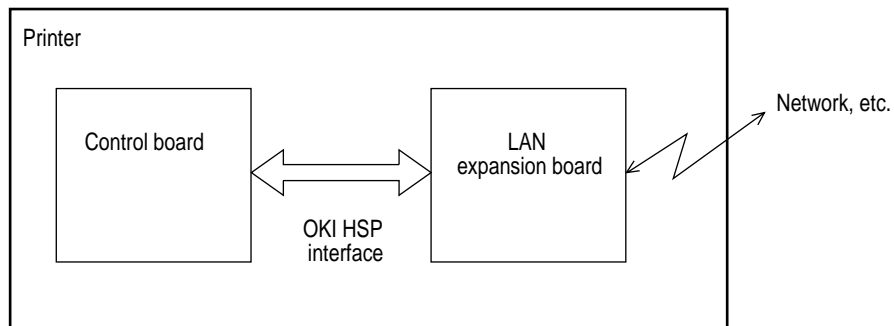 Printer
Control board
LAN
expansion board
Network, etc.
OKI HSP
interface